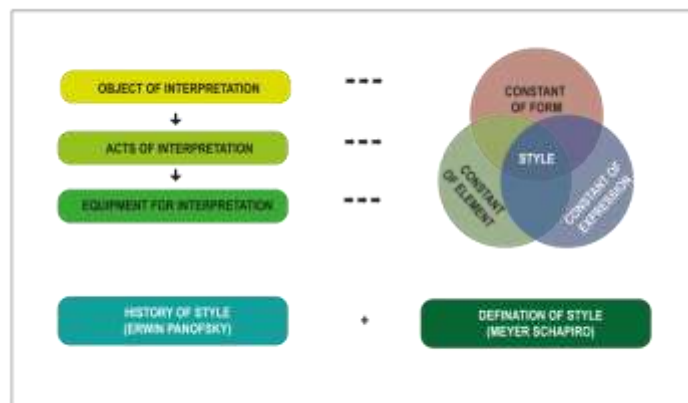 OBJECT OF INTERPRETATION
ACTS OF INTERPRETATION
EQUIPMENT FOR INTERPRETATION
CONSTANT
OF FORM
STYLE
CONSTANT
OF ELEMENT
CONSTANT OF
EXPRESSION
HISTORY OF STYLE
(ERWIN PANOFSKY)
+
DEFINATION OF STYLE
(MEYER SCHAPIRO)